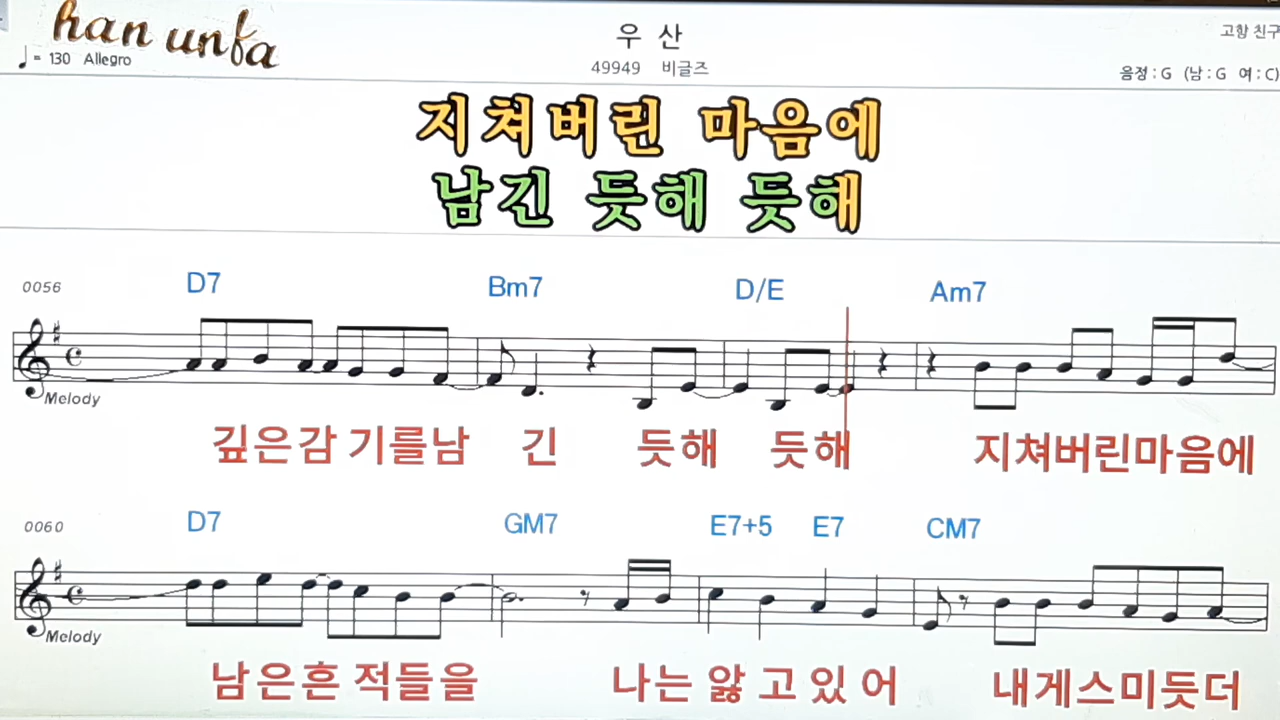 han unfa
♩= 130 Allegro
우 산
49949 비글즈
고향 친구
음정 : G (남 : G 여 : C)
지쳐버린 마음에
남긴 듯해 듯해
0056
D7 Bm7 D/E Am7
Melody
깊은감 기를남 긴 듯해 듯해 지쳐버린마음에
0060
D7 GM7 E7+5 E7 CM7
Melody
남은흔 적들을 나는 앓 고 있 어 내게스미듯더